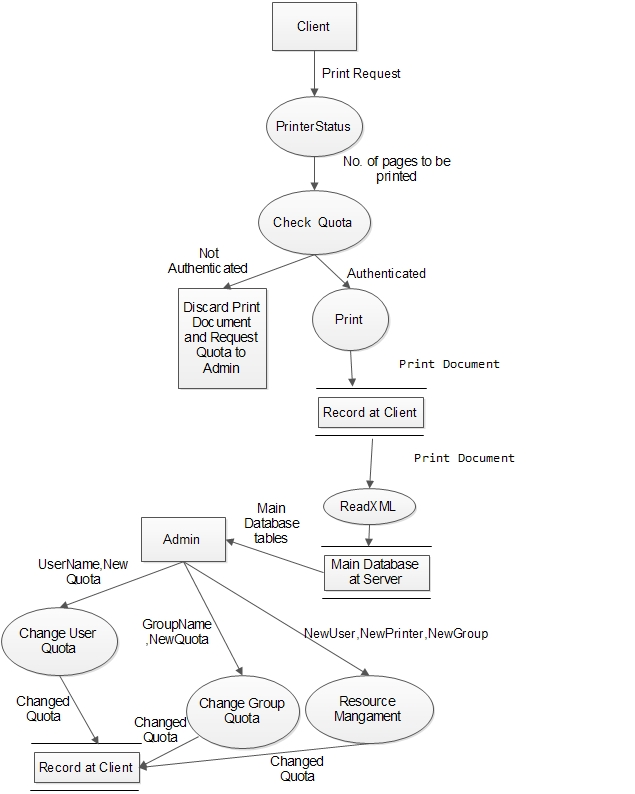 Client
Print Request
PrinterStatus
No. of pages to be
printed
Check Quota
Not
Authenticated
Authenticated
Discard Print
Document
and Request
Quota to
Admin
Print
Print Document
Record at Client
Print Document
ReadXML
Main
Database
tables
Admin
Main Database
at Server
UserName,New
Quota
GroupName
,NewQuota
NewUser,NewPrinter,NewGroup
Change User
Quota
Change Group
Quota
Resource
Mangament
Changed
Quota
Changed
Quota
Changed
Quota
Record at Client